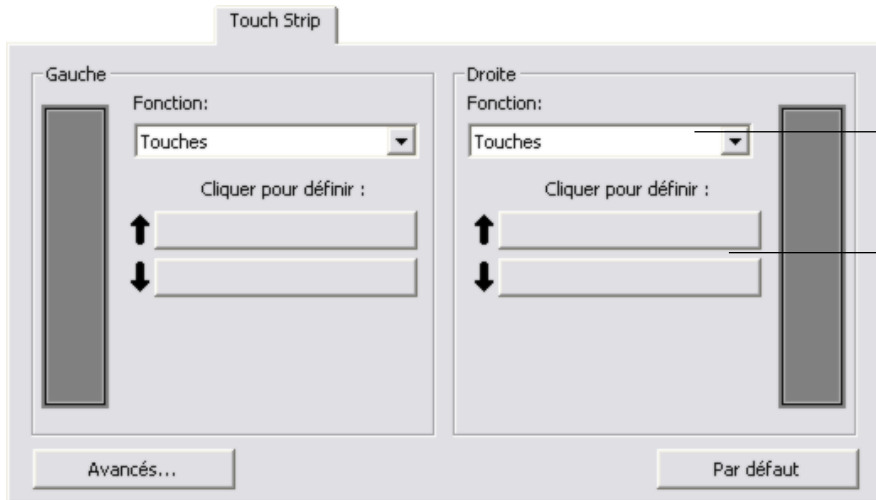 Touch Strip
Gauche
Fonction:
Touches
Cliquer pour définir :
Droite
Fonction:
Touches
Cliquer pour définir :
Avancés...
Par défaut